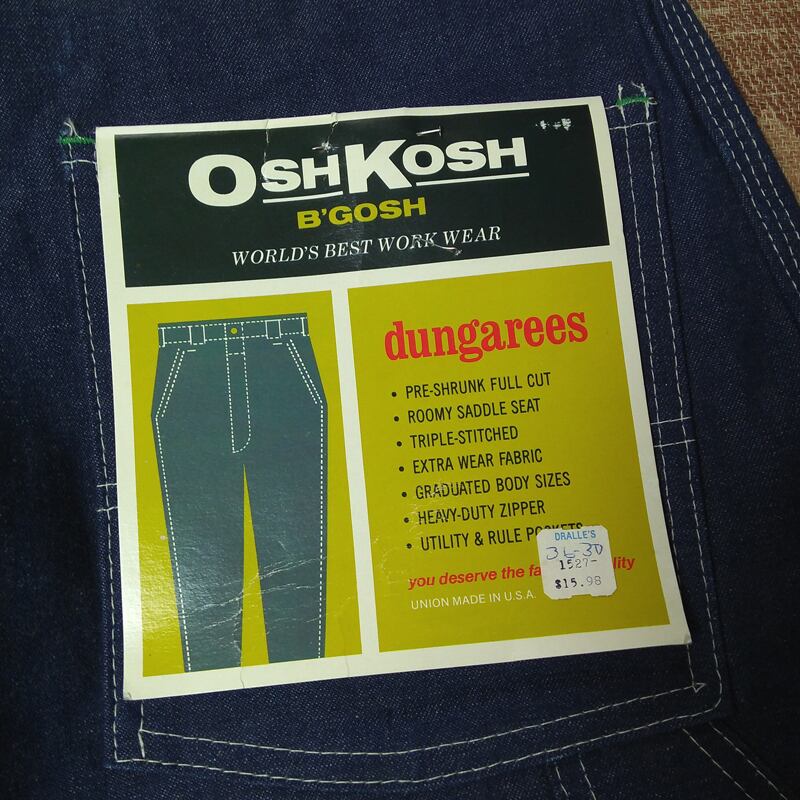 OSHKOSH
B'GOSH
WORLD'S BEST WORK WEAR
dungarees
• PRE-SHRUNK FULL CUT
• ROOMY SADDLE SEAT
• TRIPLE-STITCHED
• EXTRA WEAR FABRIC
• GRADUATED BODY SIZES
• HEAVY-DUTY ZIPPER
• UTILITY & RULE POCKETS
you deserve the
UNION MADE IN U.S.A.
DRALLE'S
36-30
1527-
$15.98